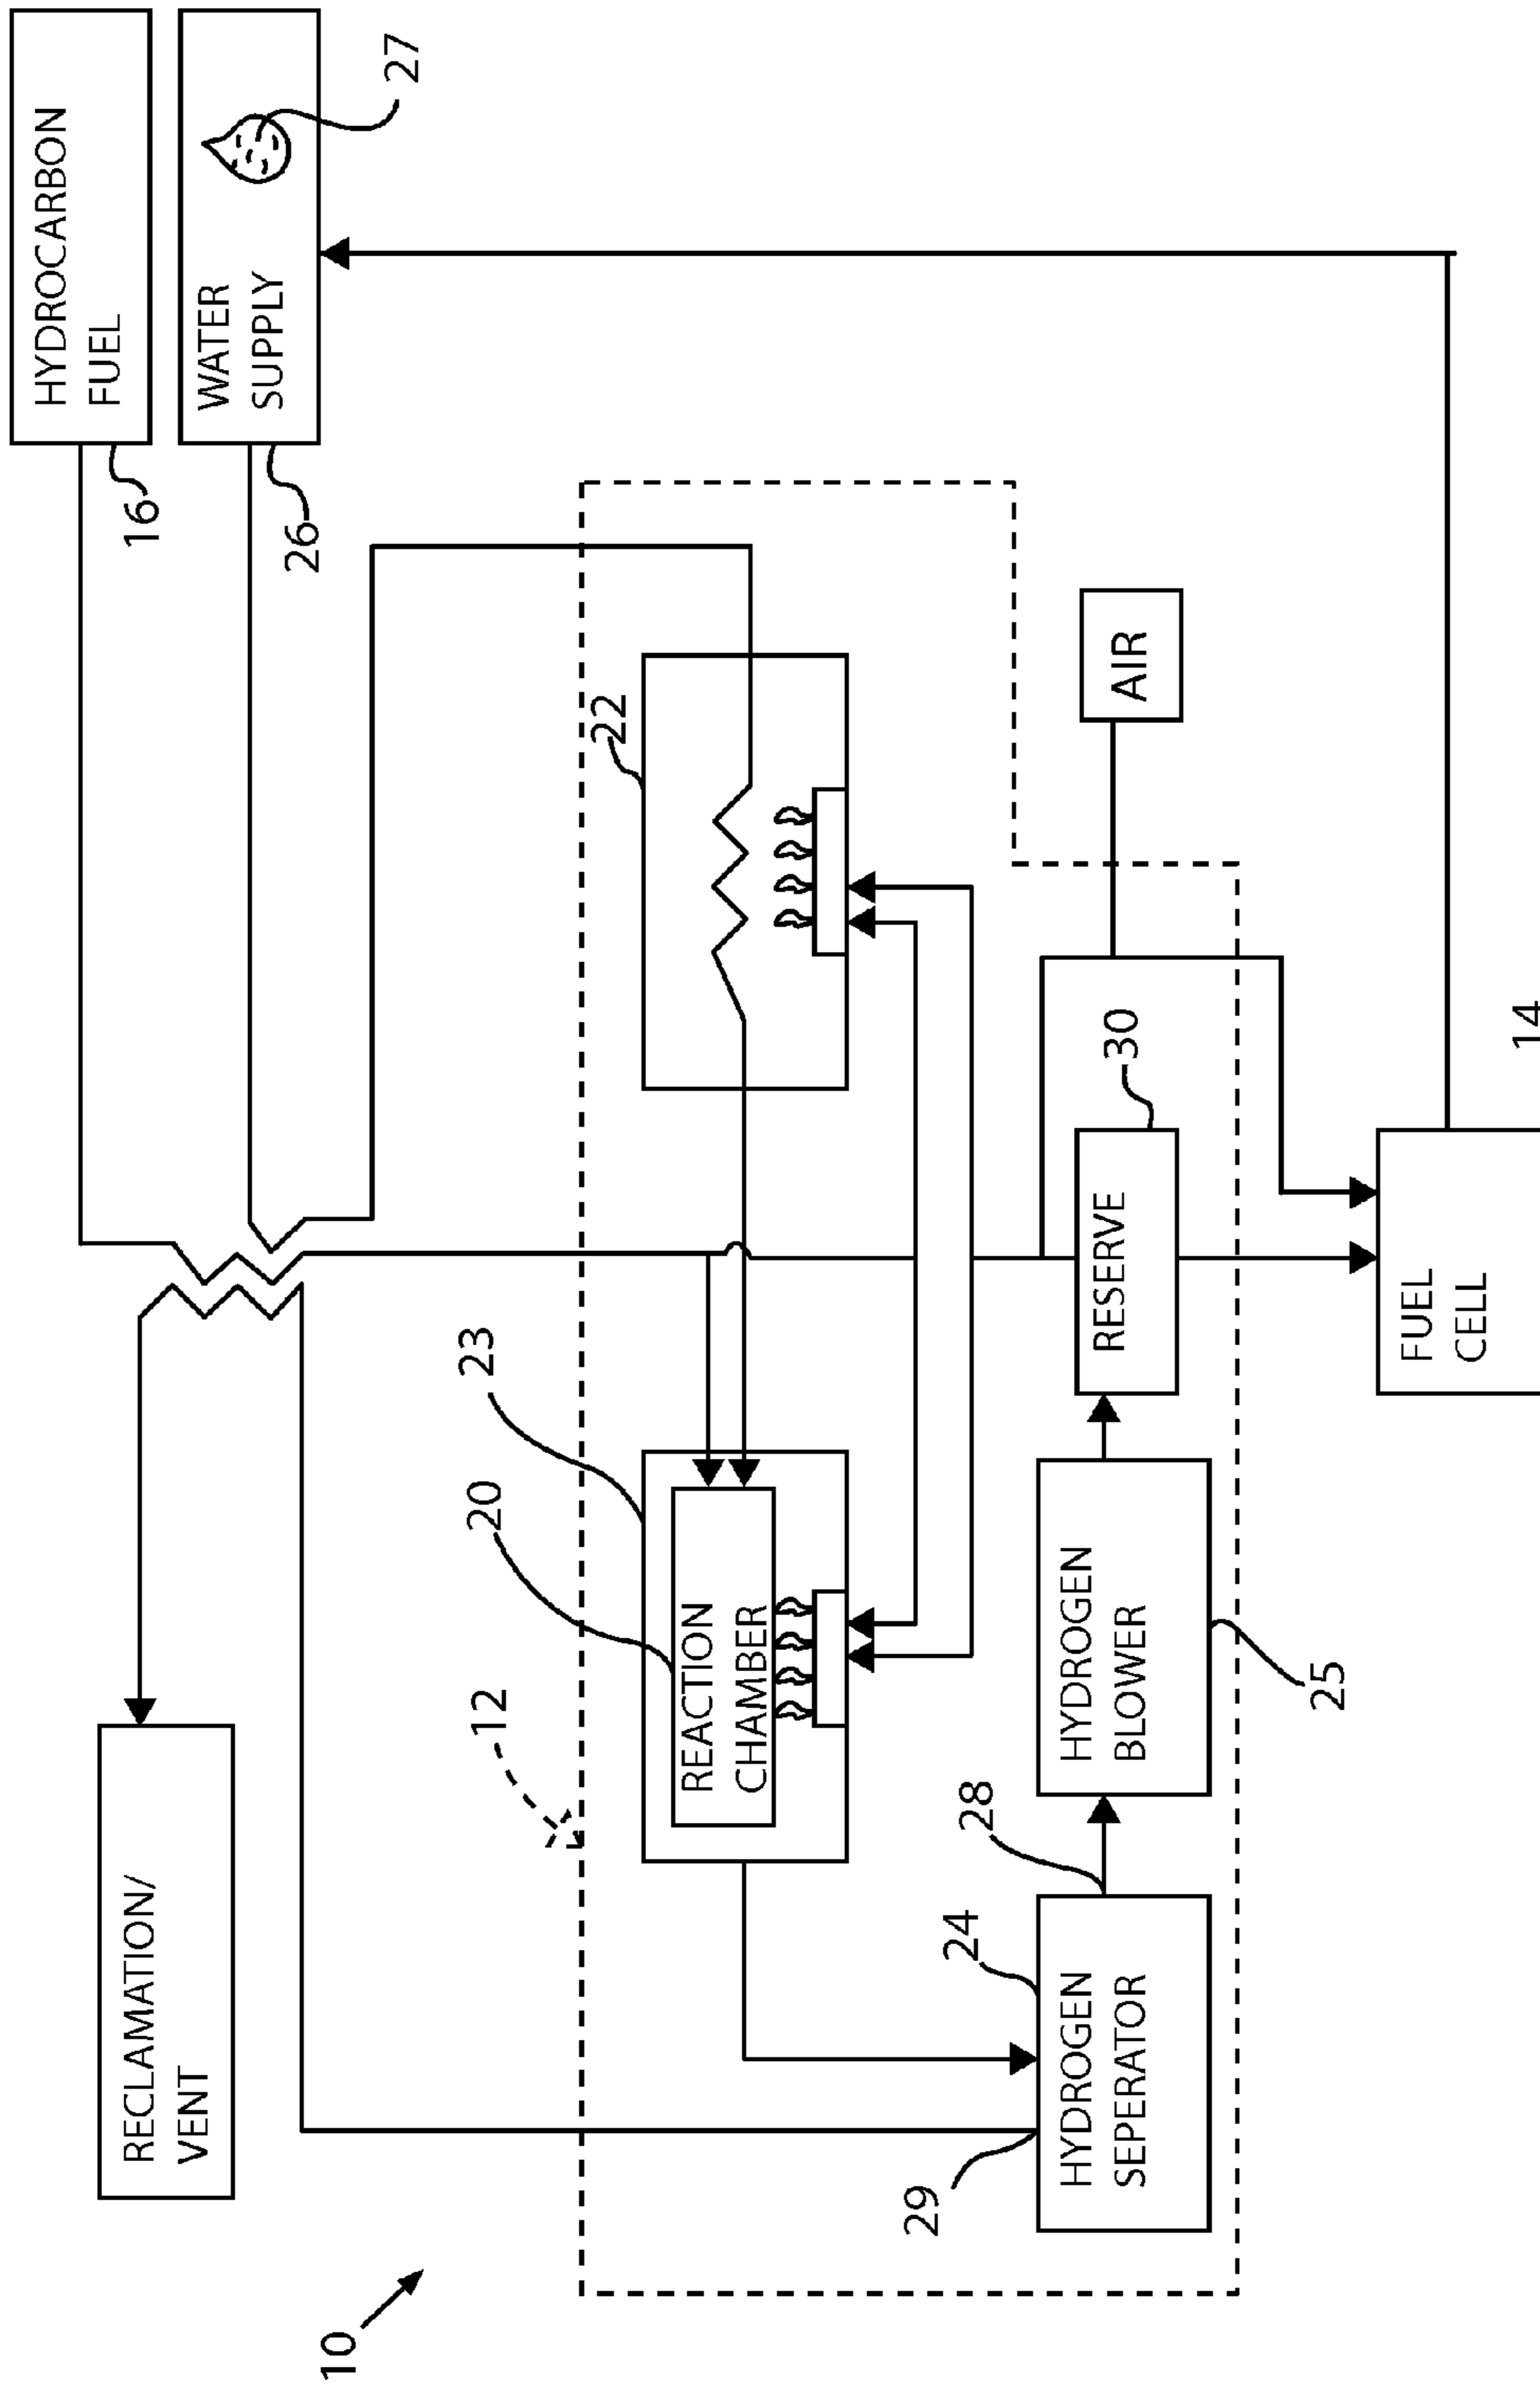 HYDROCARBON
FUEL
16
WATER
SUPPLY
27
26
RECLAMATION/
VENT
10
12
20
23
REACTION
CHAMBER
22
29
24
HYDROGEN
SEPERATOR
28
HYDROGEN
BLOWER
25
RESERVE
30
AIR
FUEL
CELL
14